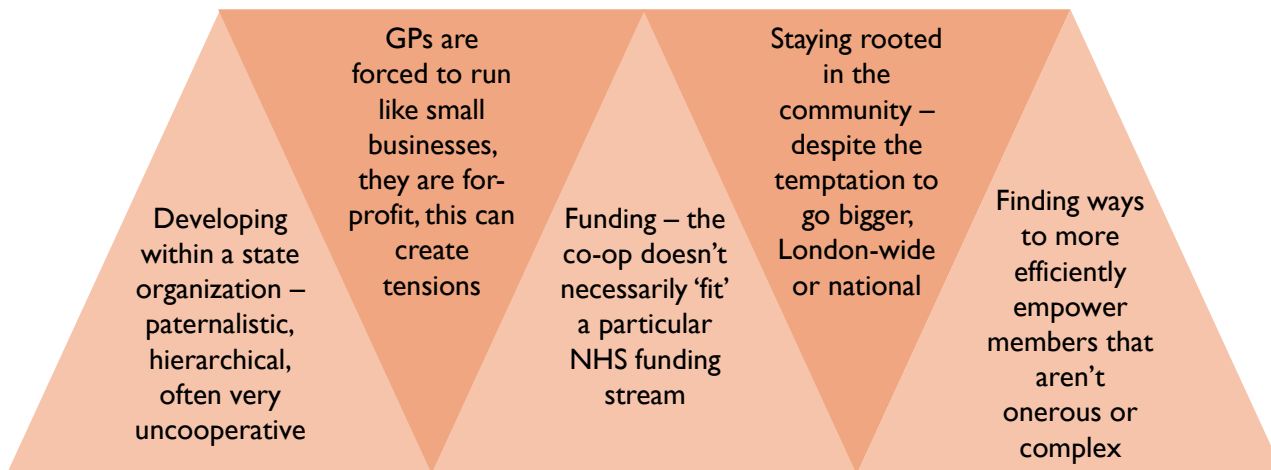 Developing
within a state
organization –
paternalistic,
hierarchical,
often very
uncooperative
GPs are
forced to run
like small
businesses,
they are for-
profit, this can
create
tensions
Funding – the
co-op doesn’t
necessarily ‘fit’
a particular
NHS funding
stream
Staying rooted
in the
community –
despite the
temptation to
go bigger,
London-wide
or national
Finding ways
to more
efficiently
empower
members that
aren’t
onerous or
complex